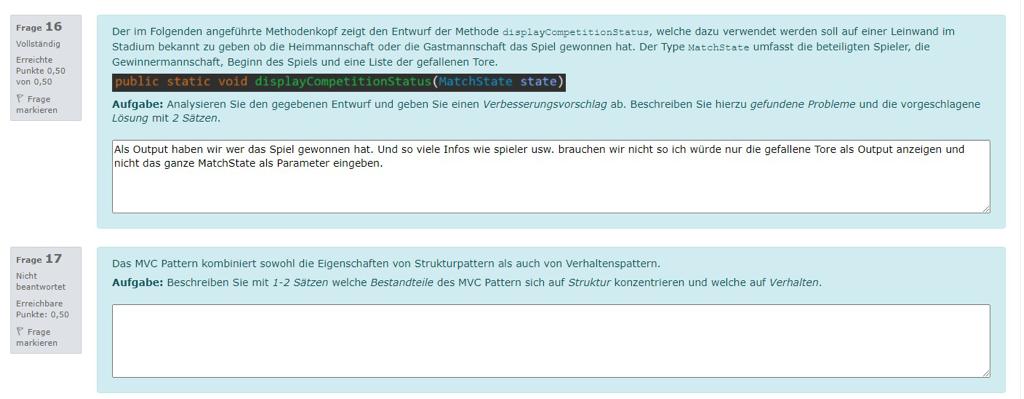 Frage 16
Vollständig
Erreichte
Punkte 0,50
von 0,50
Frage
markieren
Der im Folgenden angeführte Methodenkopf zeigt den Entwurf der Methode displayCompetitionStatus, welche dazu verwendet werden soll auf einer Leinwand im
Stadium bekannt zu geben ob die Heimmannschaft oder die Gastmannschaft das Spiel gewonnen hat. Der Type MatchState umfasst die beteiligten Spieler, die
Gewinnermannschaft, Beginn des Spiels und eine Liste der gefallenen Tore.
public static void displayCompetitionStatus(MatchState state)
Aufgabe: Analysieren Sie den gegebenen Entwurf und geben Sie einen Verbesserungsvorschlag ab. Beschreiben Sie hierzu gefundene Probleme und die vorgeschlagene
Lösung mit 2 Sätzen.
Als Output haben wir wer das Spiel gewonnen hat. Und so viele Infos wie spieler usw. brauchen wir nicht so ich würde nur die gefallene Tore als Output anzeigen und
nicht das ganze MatchState als Parameter eingeben.
Frage 17
Nicht
beantwortet
Erreichbare
Punkte: 0,50
Frage
markieren
Das MVC Pattern kombiniert sowohl die Eigenschaften von Strukturpattern als auch von Verhaltenspattern.
Aufgabe: Beschreiben Sie mit 1-2 Sätzen welche Bestandteile des MVC Pattern sich auf Struktur konzentrieren und welche auf Verhalten.